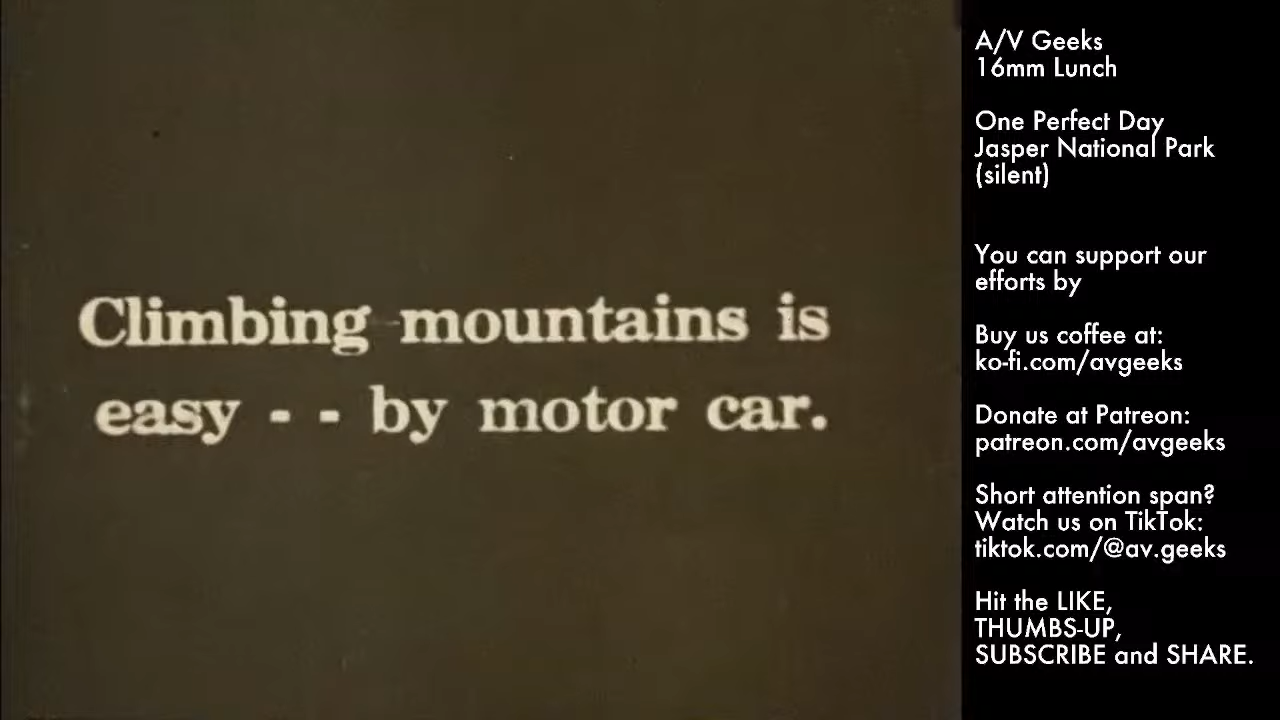 Climbing mountains is
easy - - by motor car.
A/V Geeks
16mm Lunch
One Perfect Day
Jasper National Park
(silent)
You can support our
efforts by
Buy us coffee at:
ko-fi.com/avgeeks
Donate at Patreon:
patreon.com/avgeeks
Short attention span?
Watch us on TikTok:
tiktok.com/@av.geeks
Hit the LIKE,
THUMBS-UP,
SUBSCRIBE and SHARE.